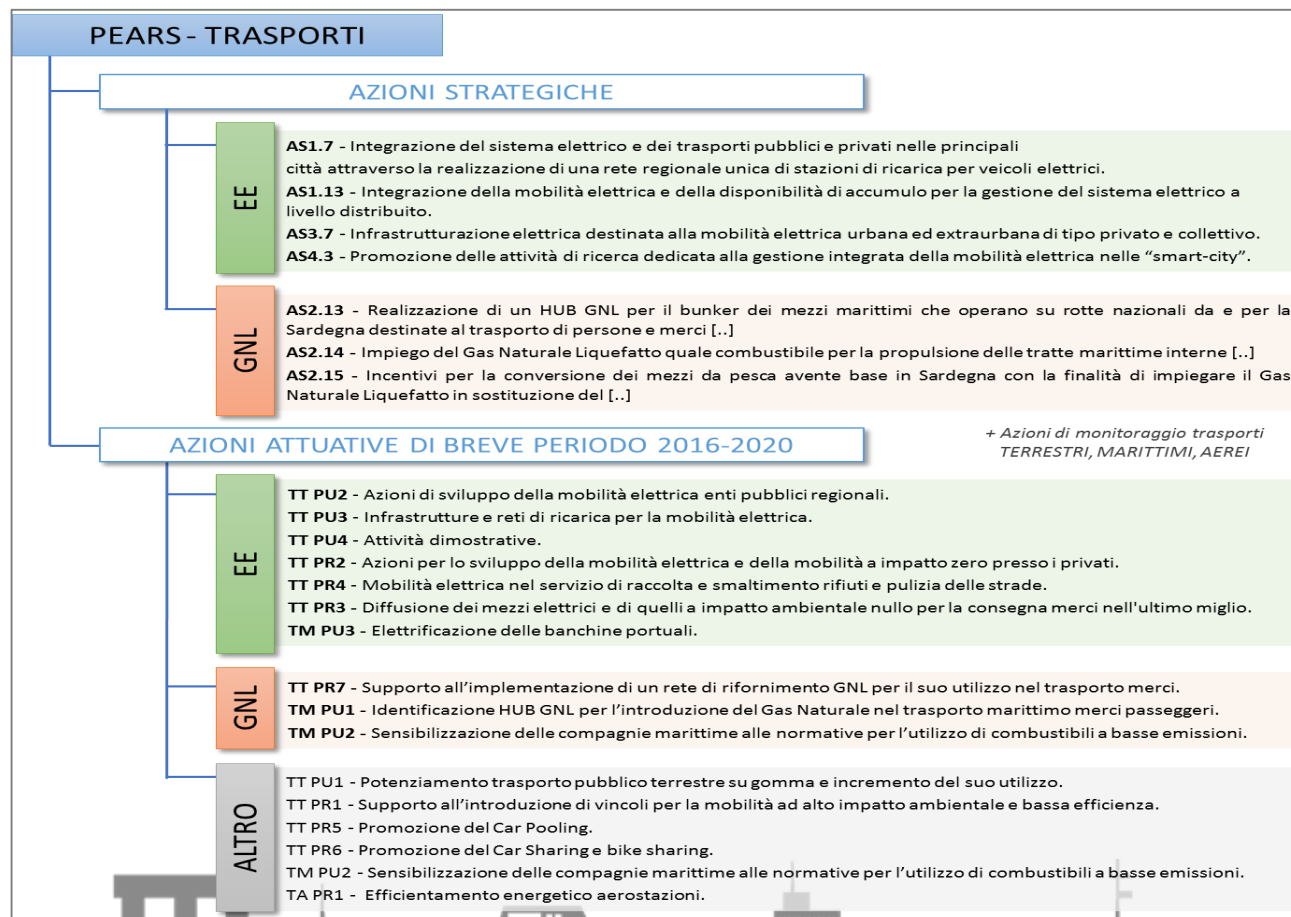 PEARS - TRASPORTI
AZIONI STRATEGICHE
EE
AS1.7 - Integrazione del sistema elettrico e dei trasporti pubblici e privati nelle principali
città attraverso la realizzazione di una rete regionale unica di stazioni di ricarica per veicoli elettrici.
AS1.13 - Integrazione della mobilità elettrica e della disponibilità di accumulo per la gestione del sistema elettrico a
livello distribuito.
AS3.7 - Infrastrutturazione elettrica destinata alla mobilità elettrica urbana ed extraurbana di tipo privato e collettivo.
AS4.3 - Promozione delle attività di ricerca dedicata alla gestione integrata della mobilità elettrica nelle “smart-city”.
GNL
AS2.13 - Realizzazione di un HUB GNL per il bunker dei mezzi marittimi che operano su rotte nazionali da e per la
Sardegna destinate al trasporto di persone e merci [..]
AS2.14 - Impiego del Gas Naturale Liquefatto quale combustibile per la propulsione delle tratte marittime interne [..]
AS2.15 - Incentivi per la conversione dei mezzi da pesca avente base in Sardegna con la finalità di impiegare il Gas
Naturale Liquefatto in sostituzione del [..]
AZIONI ATTUATIVE DI BREVE PERIODO 2016-2020
+ Azioni di monitoraggio trasporti
TERRESTRI, MARITTIMI, AEREI
EE
TT PU2 - Azioni di sviluppo della mobilità elettrica enti pubblici regionali.
TT PU3 - Infrastrutture e reti di ricarica per la mobilità elettrica.
TT PU4 - Attività dimostrative.
TT PR2 - Azioni per lo sviluppo della mobilità elettrica e della mobilità a impatto zero presso i privati.
TT PR4 - Mobilità elettrica nel servizio di raccolta e smaltimento rifiuti e pulizia delle strade.
TT PR3 - Diffusione dei mezzi elettrici e di quelli a impatto ambientale nullo per la consegna merci nell'ultimo miglio.
TM PU3 - Elettrificazione delle banchine portuali.
GNL
TT PR7 - Supporto all’implementazione di un rete di rifornimento GNL per il suo utilizzo nel trasporto merci.
TM PU1 - Identificazione HUB GNL per l’introduzione del Gas Naturale nel trasporto marittimo merci passeggeri.
TM PU2 - Sensibilizzazione delle compagnie marittime alle normative per l’utilizzo di combustibili a basse emissioni.
ALTRO
TT PU1 - Potenziamento trasporto pubblico terrestre su gomma e incremento del suo utilizzo.
TT PR1 - Supporto all’introduzione di vincoli per la mobilità ad alto impatto ambientale e bassa efficienza.
TT PR5 - Promozione del Car Pooling.
TT PR6 - Promozione del Car Sharing e bike sharing.
TM PU2 - Sensibilizzazione delle compagnie marittime alle normative per l’utilizzo di combustibili a basse emissioni.
TA PR1 - Efficientamento energetico aerostazioni.